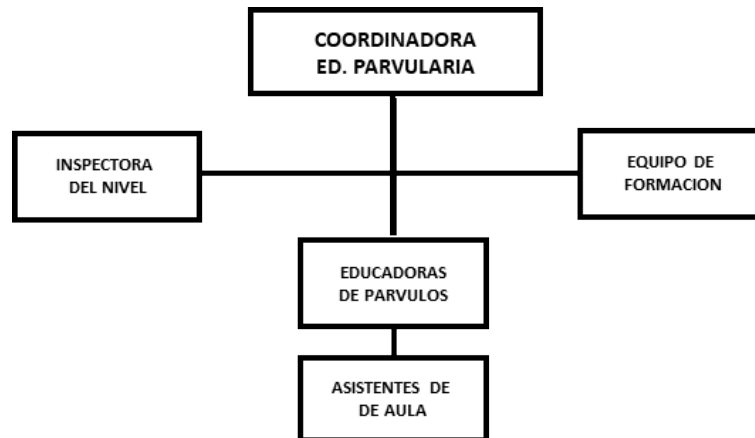 COORDINADORA
ED. PARVULARIA
INSPECTORA
DEL NIVEL
EQUIPO DE
FORMACION
EDUCADORAS
DE PARVULOS
ASISTENTES DE
DE AULA